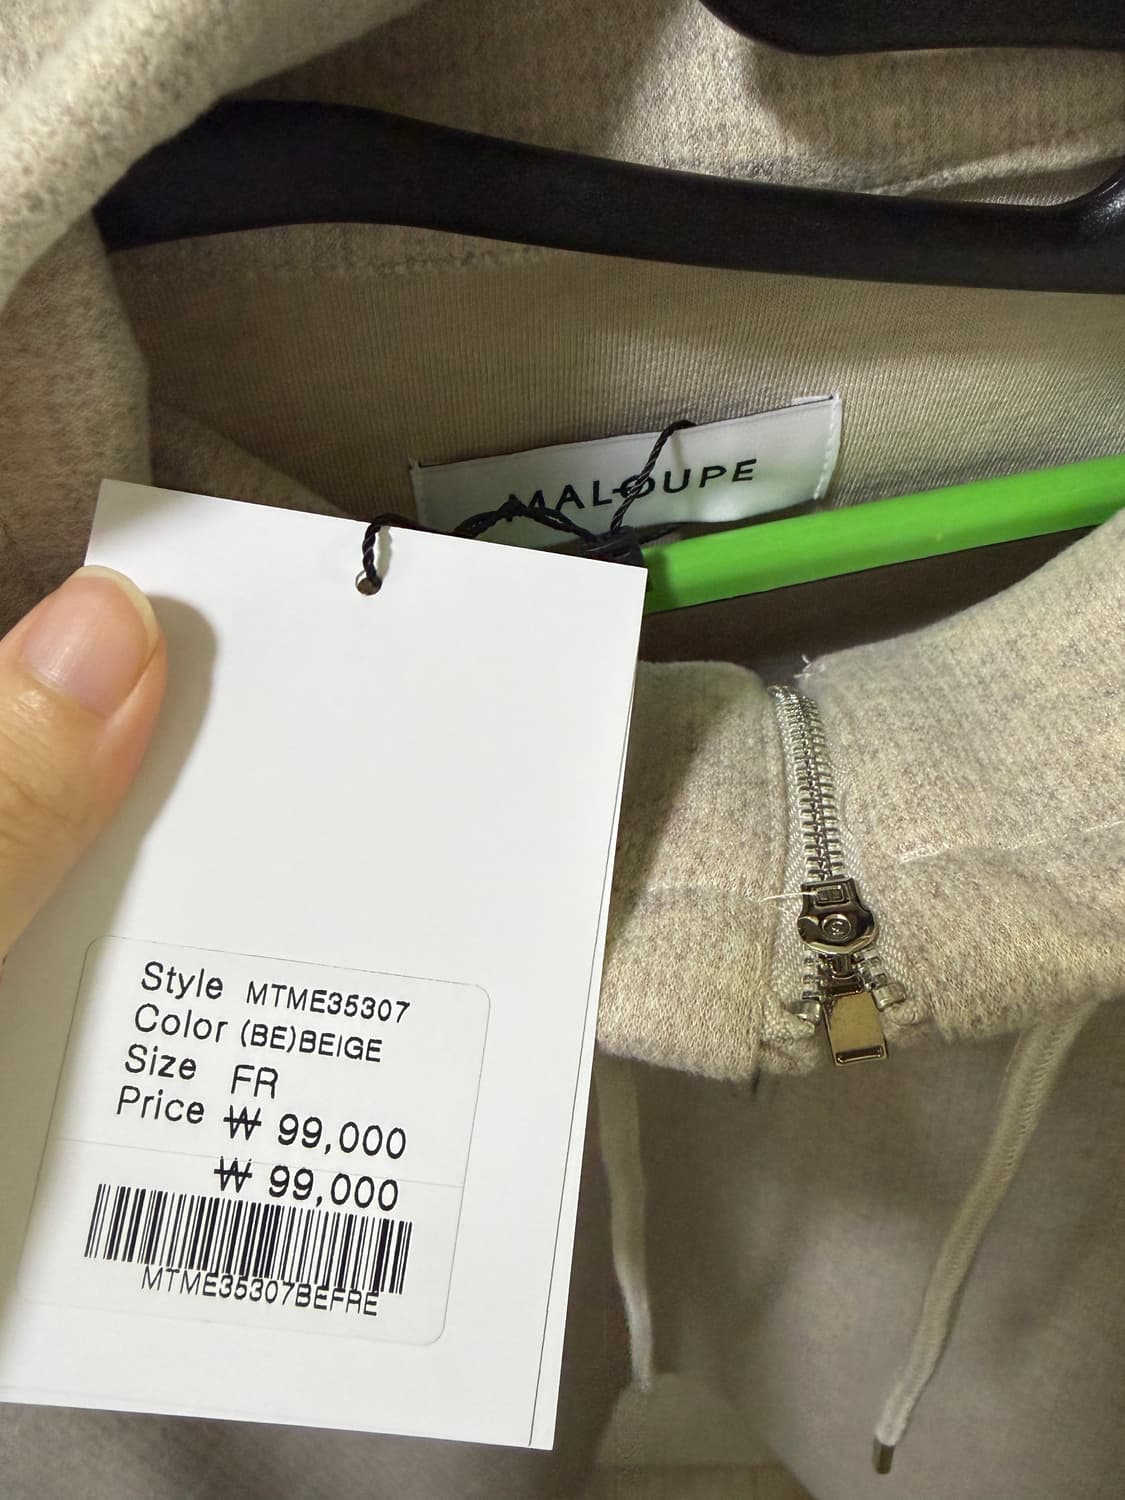 MALOUPE
Style MTME35307
Color (BE)BEIGE
Size FR
Price ₩ 99,000
₩ 99,000
MTME35307BEFRE